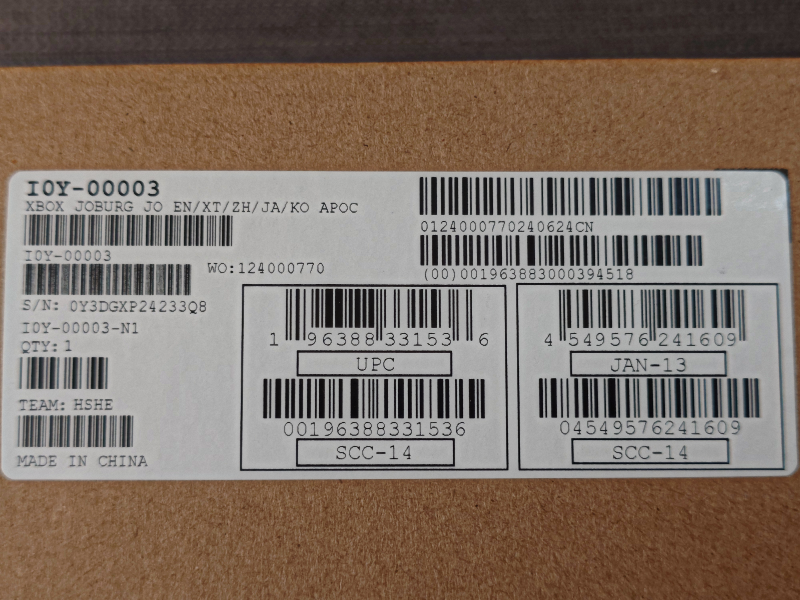 I0Y-00003
XBOX JOBURG JO EN/XT/ZH/JA/KO APOC
I0Y-00003
WO:124000770
S/N: 0Y3DGXP24233Q8
I0Y-00003-N1
QTY: 1
TEAM: HSHE
MADE IN CHINA
0124000770240624CN
(00)001963883000394518
1 96388 33153 6
UPC
00196388331536
SCC-14
4 549576 241609
JAN-13
04549576241609
SCC-14